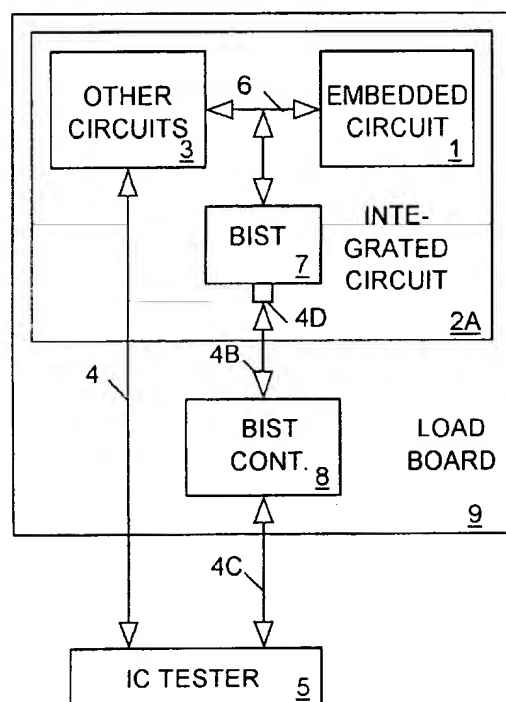 OTHER
CIRCUITS
3
6
EMBEDDED
CIRCUIT
1
BIST
7
INTE-
GRATED
CIRCUIT
2A
4D
4
4B
BIST
CONT.
8
LOAD
BOARD
9
4C
IC TESTER
5